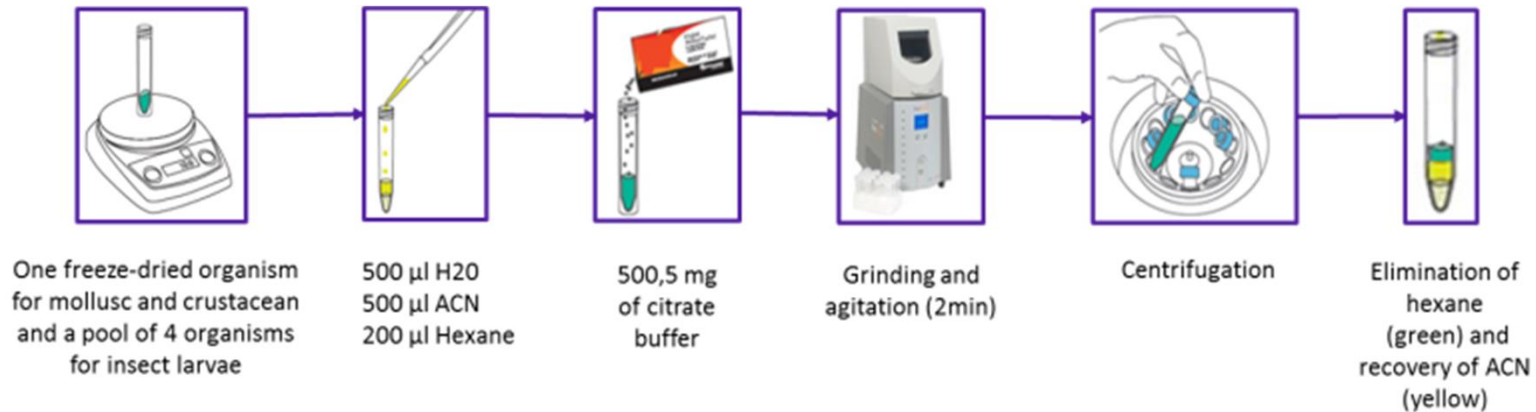 One freeze-dried organism
for mollusc and crustacean
and a pool of 4 organisms
for insect larvae
500 µl H20
500 µl ACN
200 µl Hexane
500,5 mg
of citrate
buffer
Grinding and
agitation (2min)
Centrifugation
Elimination of
hexane
(green) and
recovery of ACN
(yellow)